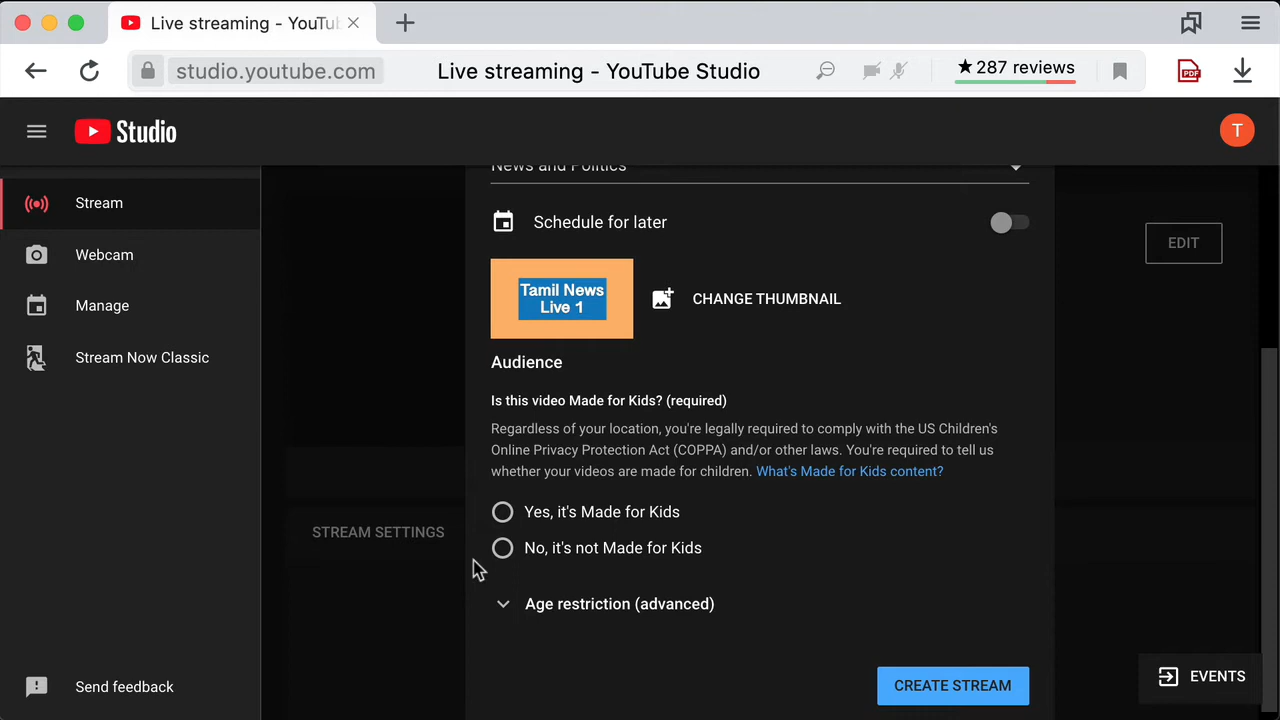 Live streaming - YouTu
studio.youtube.com
Live streaming - YouTube Studio
★ 287 reviews
PDF
Studio
T
News and Politics
Stream
Schedule for later
EDIT
Webcam
Tamil News
Live 1
CHANGE THUMBNAIL
Manage
Stream Now Classic
Audience
Is this video Made for Kids? (required)
Regardless of your location, you're legally required to comply with the US Children's
Online Privacy Protection Act (COPPA) and/or other laws. You're required to tell us
whether your videos are made for children. What's Made for Kids content?
Yes, it's Made for Kids
STREAM SETTINGS
No, it's not Made for Kids
Age restriction (advanced)
Send feedback
CREATE STREAM
EVENTS